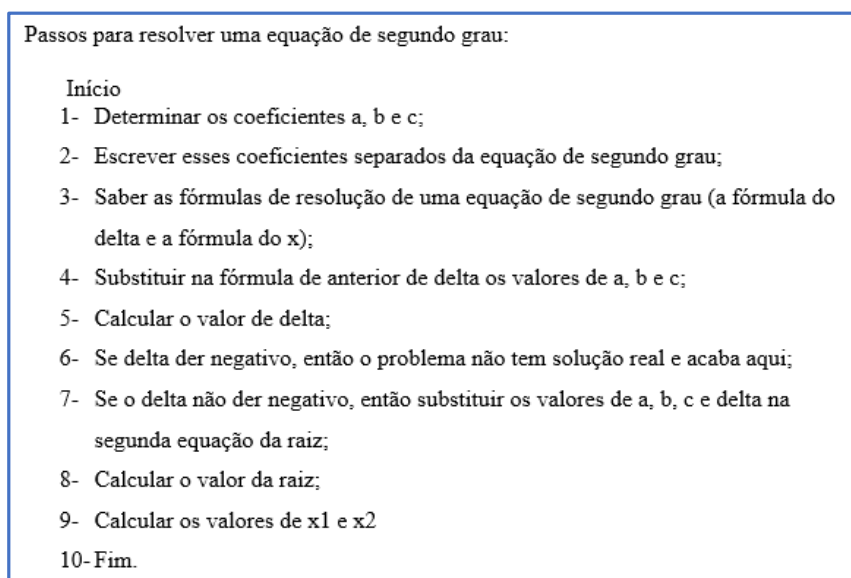 Passos para resolver uma equação de segundo grau:
Início
1- Determinar os coeficientes a, b e c;
2- Escrever esses coeficientes separados da equação de segundo grau;
3- Saber as fórmulas de resolução de uma equação de segundo grau (a fórmula do
delta e a fórmula do x);
4- Substituir na fórmula de anterior de delta os valores de a, b e c;
5- Calcular o valor de delta;
6- Se delta der negativo, então o problema não tem solução real e acaba aqui;
7- Se o delta não der negativo, então substituir os valores de a, b, c e delta na
segunda equação da raiz;
8- Calcular o valor da raiz;
9- Calcular os valores de x1 e x2
10- Fim.